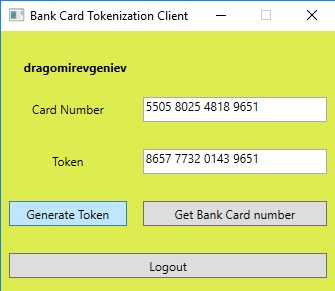 Bank Card Tokenization Client
dragomirevgeniev
Card Number 5505 8025 4818 9651
Token 8657 7732 0143 9651
Generate Token Get Bank Card number
Logout